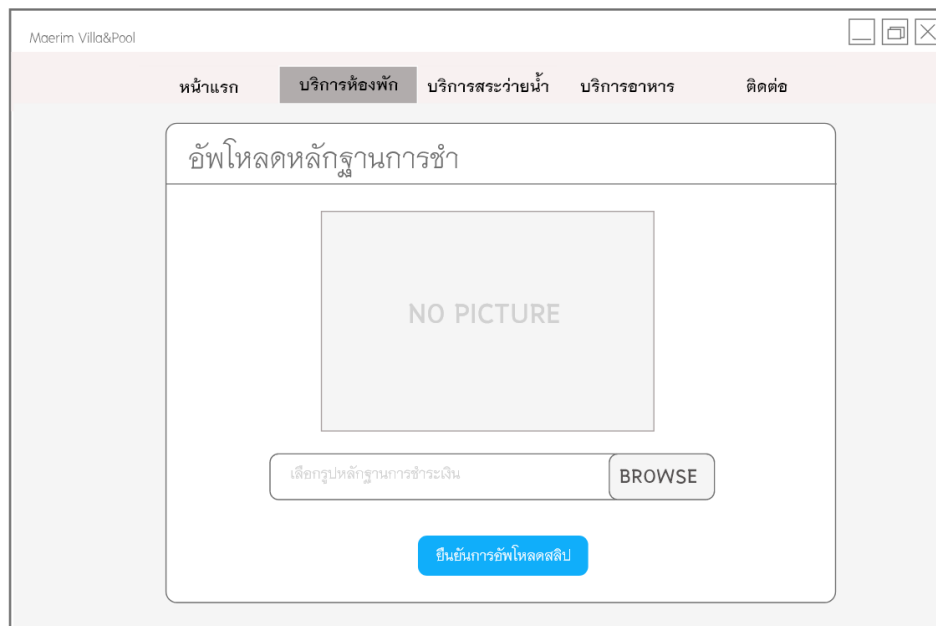 Maerim Villa&Pool
หน้าแรก บริการห้องพัก บริการสระว่ายน้ำ บริการอาหาร ติดต่อ
อัพโหลดหลักฐานการชำ
NO PICTURE
เลือกรูปหลักฐานการชำระเงิน BROWSE
ยืนยันการอัพโหลดสลิป